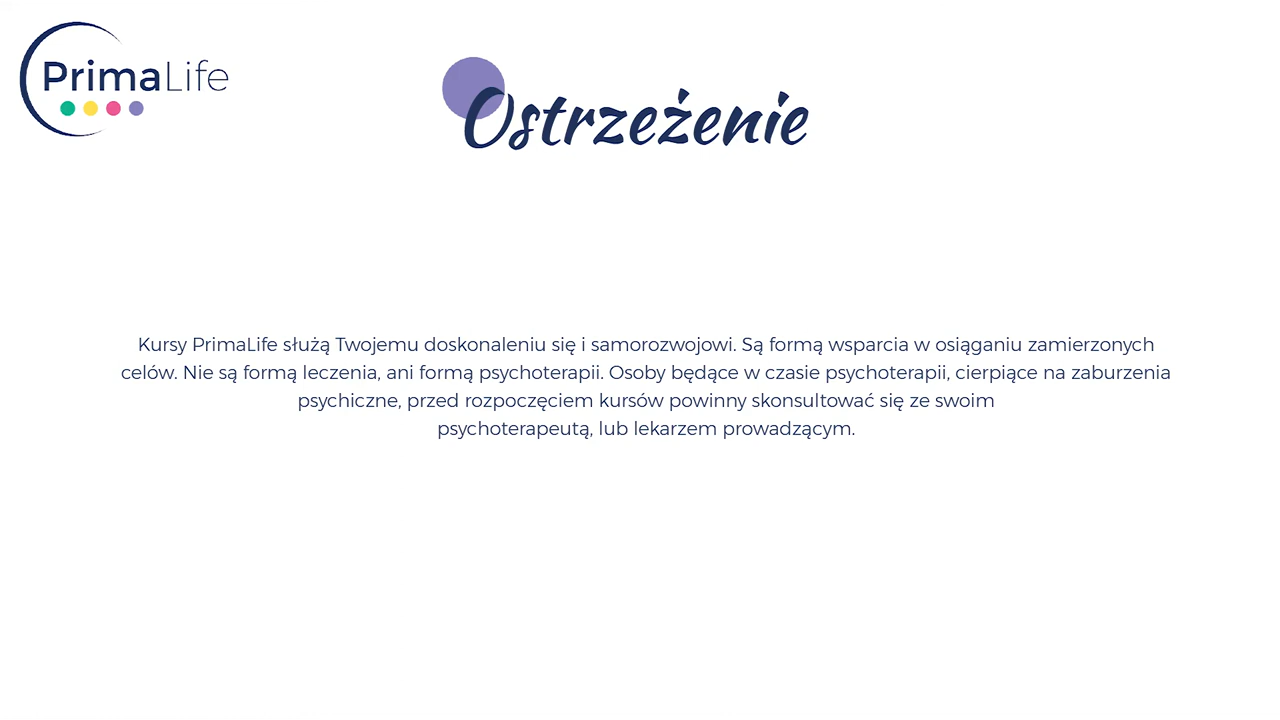 PrimaLife
Ostrzeżenie
Kursy PrimaLife służą Twojemu doskonaleniu się i samorozwojowi. Są formą wsparcia w osiąganiu zamierzonych
celów. Nie są formą leczenia, ani formą psychoterapii. Osoby będące w czasie psychoterapii, cierpiące na zaburzenia
psychiczne, przed rozpoczęciem kursów powinny skonsultować się ze swoim
psychoterapeutą, lub lekarzem prowadzącym.